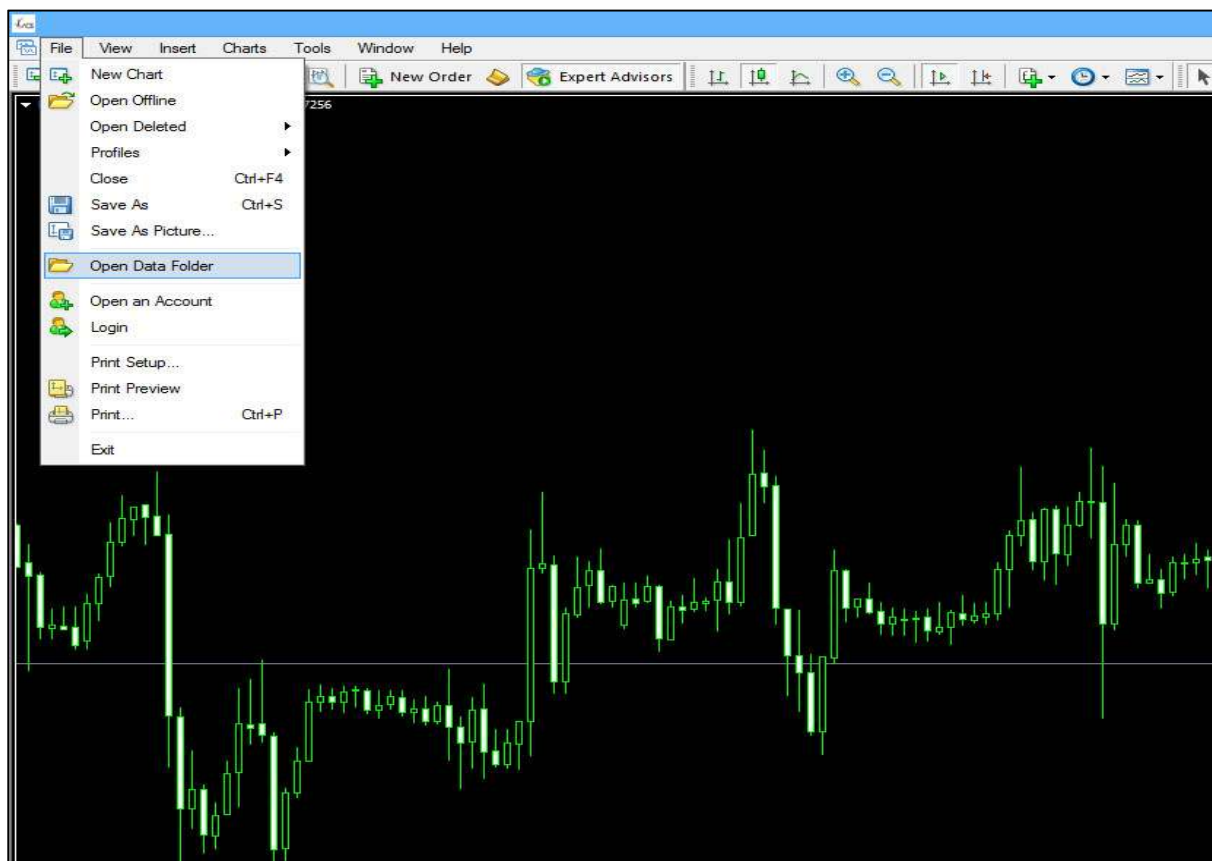 File View Insert Charts Tools Window Help
New Order Expert Advisors
7256
New Chart
Open Offline
Open Deleted
Profiles
Close Ctrl+F4
Save As Ctrl+S
Save As Picture...
Open Data Folder
Open an Account
Login
Print Setup...
Print Preview
Print... Ctrl+P
Exit